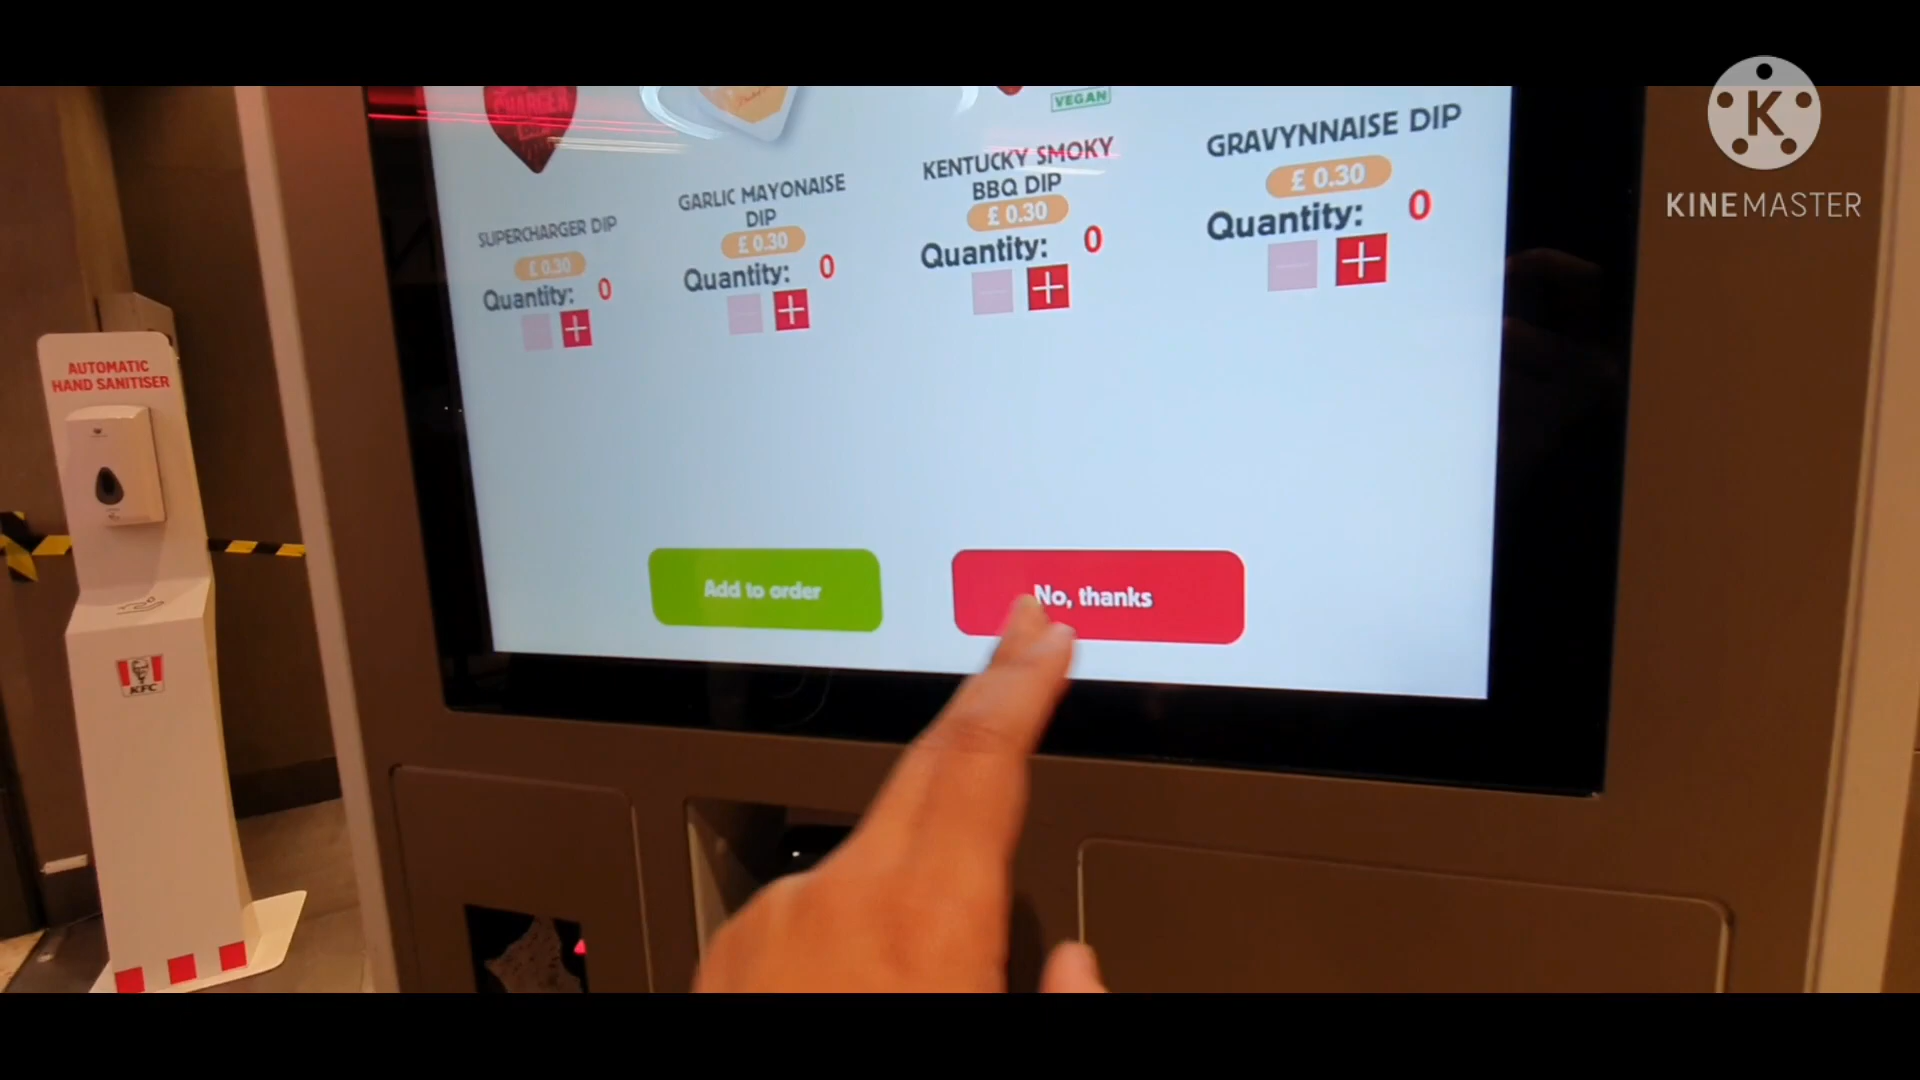 CHARGER
DIP
VEGAN
SUPERCHARGER DIP
£ 0.30
Quantity: 0
GARLIC MAYONAISE
DIP
£ 0.30
Quantity: 0
KENTUCKY SMOKY
BBQ DIP
£ 0.30
Quantity: 0
GRAVYNNAISE DIP
£ 0.30
Quantity: 0
Add to order
No, thanks
AUTOMATIC
HAND SANITISER
KFC
K
KINEMASTER